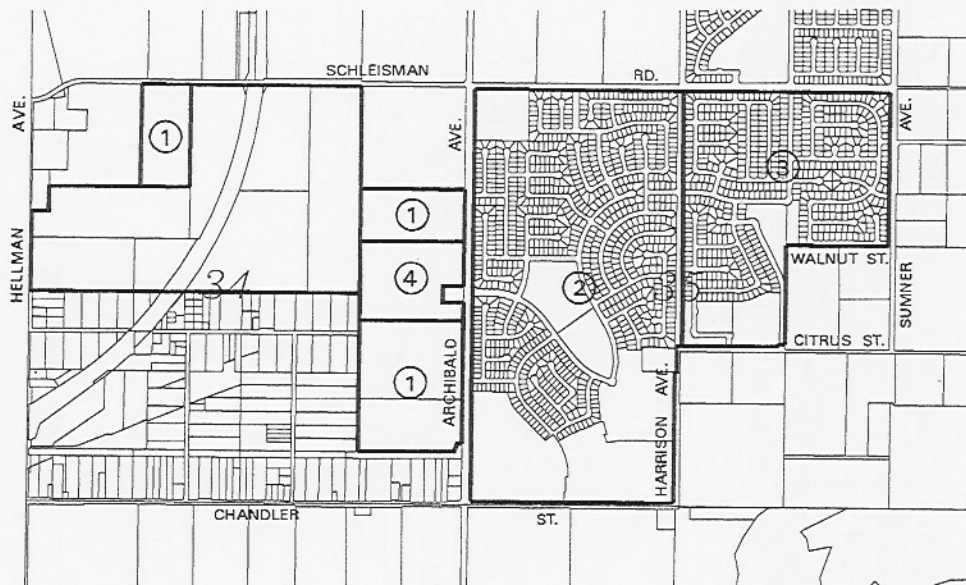 SCHLEISMAN RD.
HELLMAN AVE.
AVE.
AVE.
1
3
1
WALNUT ST.
4
34
2
35
SUMNER
CITRUS ST.
1
ARCHIBALD
HARRISON AVE.
CHANDLER ST.